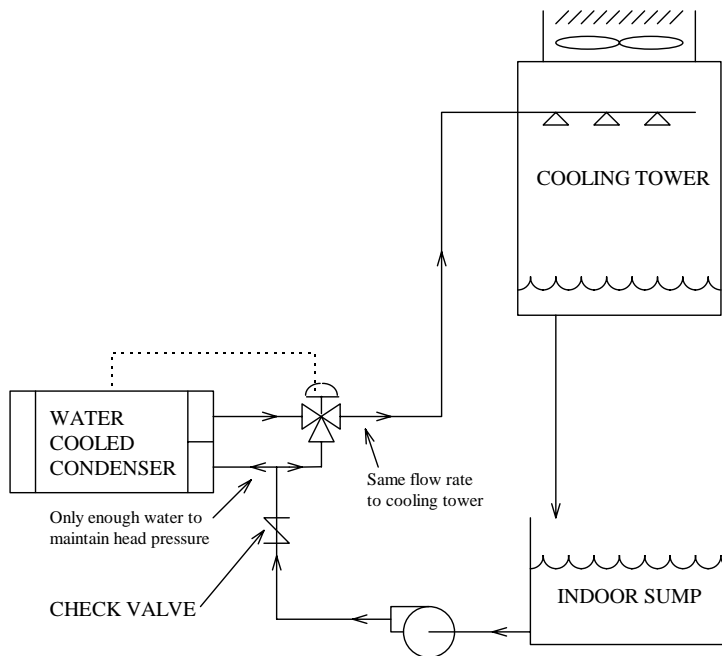 COOLING TOWER
WATER
COOLED
CONDENSER
Same flow rate
to cooling tower
Only enough water to
maintain head pressure
CHECK VALVE
INDOOR SUMP